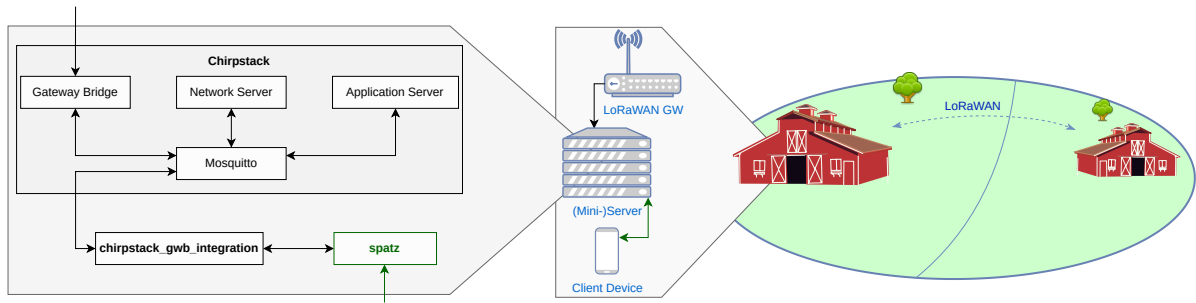 Chirpstack
Gateway Bridge
Network Server
Application Server
Mosquitto
chirpstack_gwb_integration
spatz
LoRaWAN GW
(Mini-)Server
Client Device
LoRaWAN